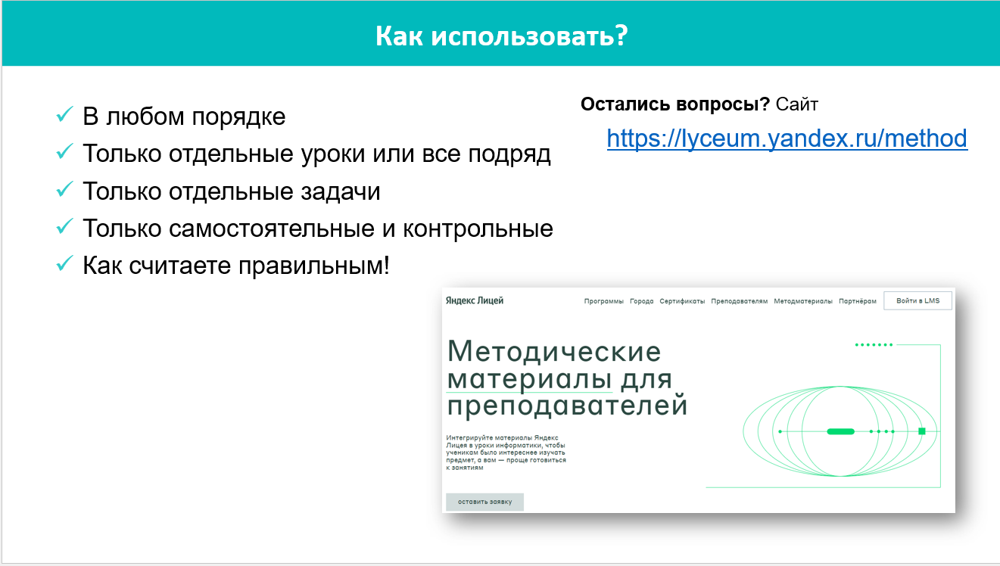 Как использовать?
В любом порядке
Только отдельные уроки или все подряд
Только отдельные задачи
Только самостоятельные и контрольные
Как считаете правильным!
Остались вопросы? Сайт
https://lyceum.yandex.ru/method
Яндекс Лицей
Программы Города Сертификаты Преподавателям Методматериалы Партнёрам Войти в LMS
Методические
материалы для
преподавателей
Интегрируйте материалы Яндекс
Лицея в уроки информатики, чтобы
ученикам было интереснее изучать
предмет, а вам — проще готовиться
к занятиям
оставить заявку